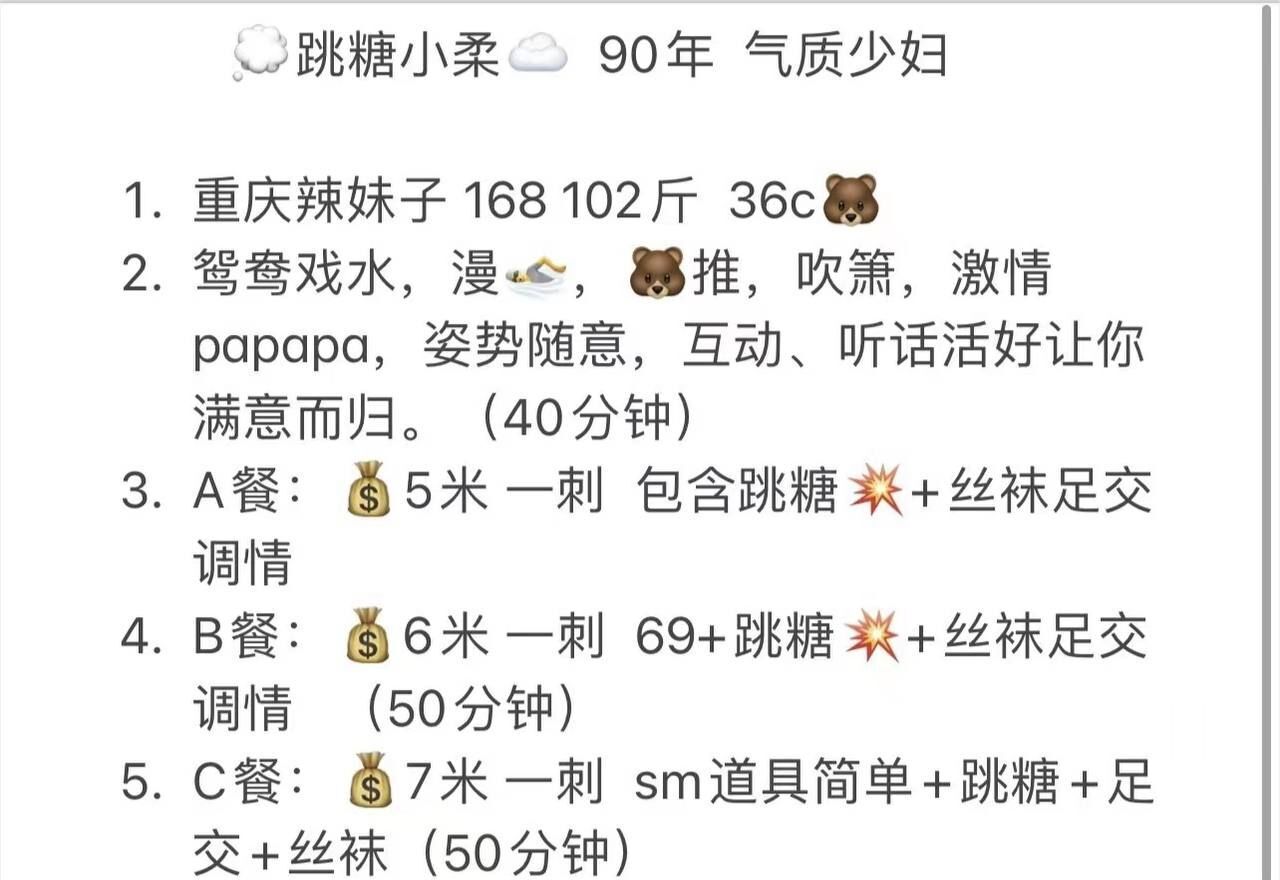 💭跳糖小柔☁️ 90年 气质少妇
1. 重庆辣妹子 168 102斤 36c🐻
2. 鸳鸯戏水，漫🏊，🐻推，吹箫，激情
papapa，姿势随意，互动、听话活好让你
满意而归。（40分钟）
3. A餐：💰5米 一刺 包含跳糖💥+丝袜足交
调情
4. B餐：💰6米 一刺 69+跳糖💥+丝袜足交
调情 （50分钟）
5. C餐：💰7米 一刺 sm道具简单+跳糖+足
交+丝袜（50分钟）